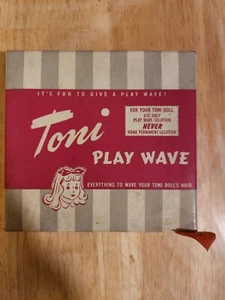 IT'S FUN TO GIVE A PLAY WAVE!
FOR YOUR TONI DOLL
USE ONLY
PLAY WAVE SOLUTION
NEVER
HOME PERMANENT SOLUTION
Toni
PLAY WAVE
EVERYTHING TO WAVE YOUR TONI DOLL'S HAIR